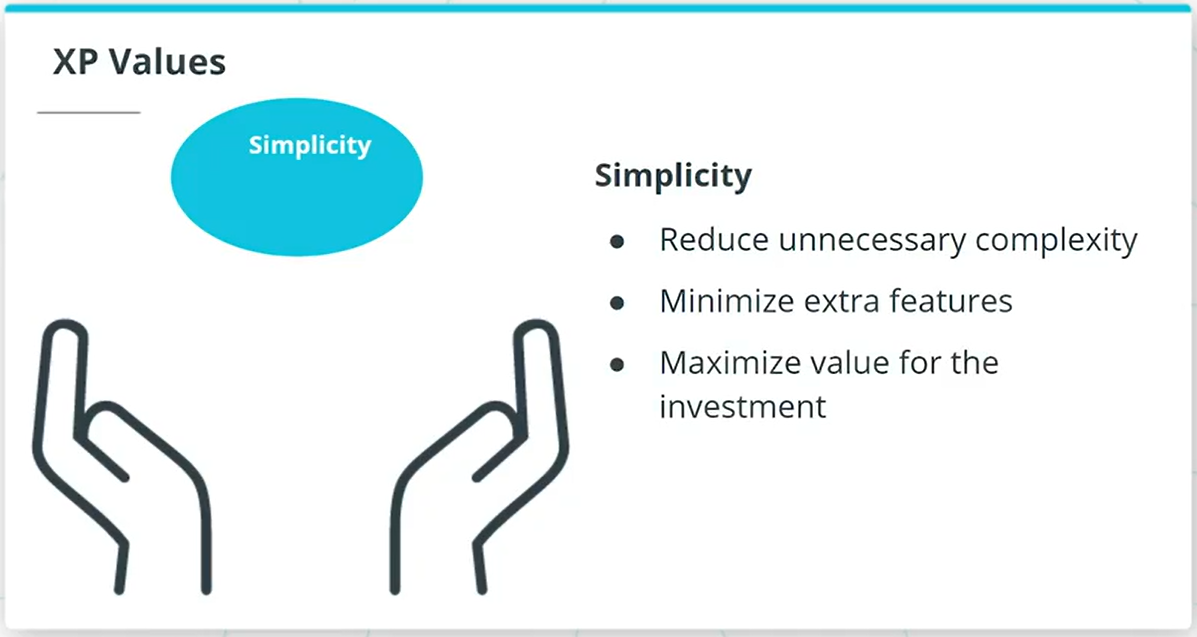 XP Values
Simplicity
Simplicity
● Reduce unnecessary complexity
● Minimize extra features
● Maximize value for the
investment